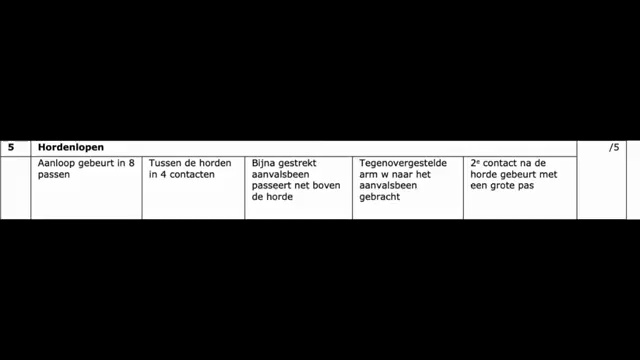 5 Hordenlopen /5
Aanloop gebeurt in 8 passen
Tussen de horden in 4 contacten
Bijna gestrekt aanvalsbeen passeert net boven de horde
Tegenovergestelde arm w naar het aanvalsbeen gebracht
2e contact na de horde gebeurt met een grote pas